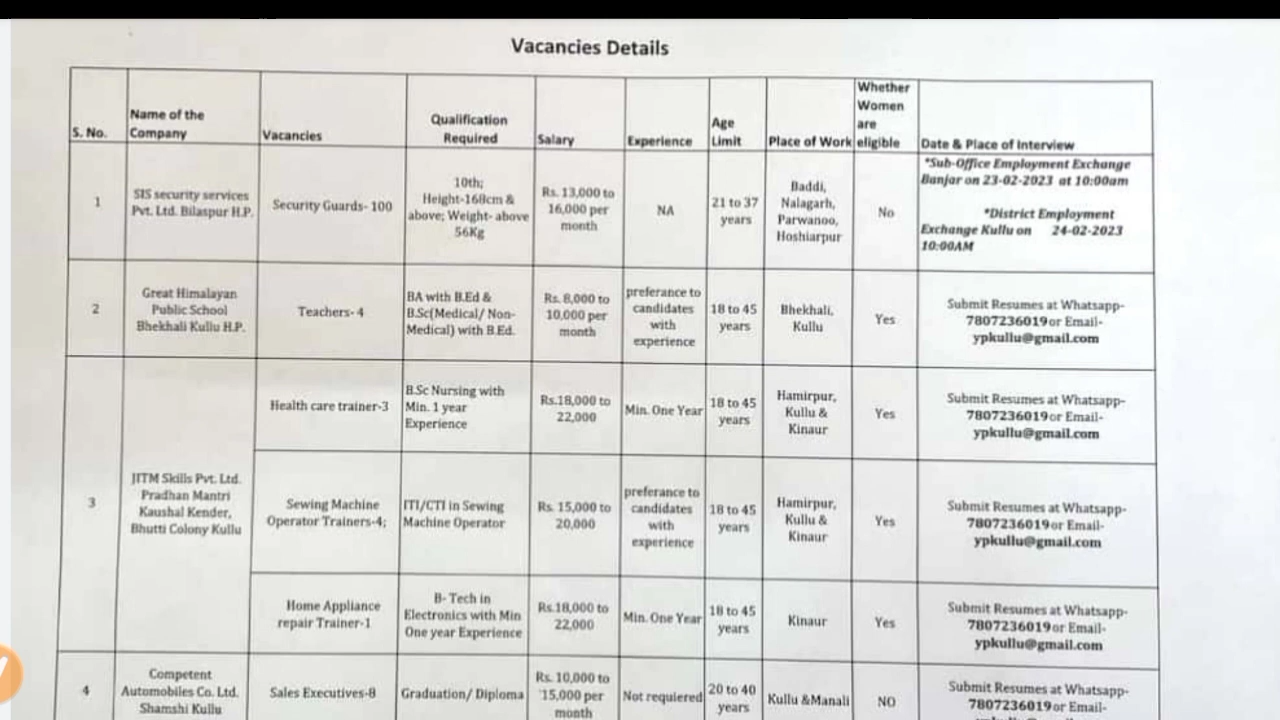 Vacancies Details
S. No.
Name of the
Company
Vacancies
Qualification
Required
Salary
Experience
Age
Limit
Place of Work
Whether
Women
are
eligible
Date & Place of Interview
1
SIS security services
Pvt. Ltd. Bilaspur H.P.
Security Guards- 100
10th;
Height-168cm &
above; Weight- above
56Kg
Rs. 13,000 to
16,000 per
month
NA
21 to 37
years
Baddi,
Nalagarh,
Parwanoo,
Hoshiarpur
No
*Sub-Office Employment Exchange
Banjar on 23-02-2023 at 10:00am
*District Employment
Exchange Kullu on 24-02-2023
10:00AM
2
Great Himalayan
Public School
Bhekhali Kullu H.P.
Teachers- 4
BA with B.Ed &
B.Sc(Medical/ Non-
Medical) with B.Ed.
Rs. 8,000 to
10,000 per
month
preferance to
candidates
with
experience
18 to 45
years
Bhekhali,
Kullu
Yes
Submit Resumes at Whatsapp-
7807236019or Email-
ypkullu@gmail.com
3
JITM Skills Pvt. Ltd.
Pradhan Mantri
Kaushal Kender,
Bhutti Colony Kullu
Health care trainer-3
B.Sc Nursing with
Min. 1 year
Experience
Rs.18,000 to
22,000
Min. One Year
18 to 45
years
Hamirpur,
Kullu &
Kinaur
Yes
Submit Resumes at Whatsapp-
7807236019or Email-
ypkullu@gmail.com
Sewing Machine
Operator Trainers-4;
ITI/CTI in Sewing
Machine Operator
Rs. 15,000 to
20,000
preferance to
candidates
with
experience
18 to 45
years
Hamirpur,
Kullu &
Kinaur
Yes
Submit Resumes at Whatsapp-
7807236019or Email-
ypkullu@gmail.com
Home Appliance
repair Trainer-1
B- Tech in
Electronics with Min
One year Experience
Rs.18,000 to
22,000
Min. One Year
18 to 45
years
Kinaur
Yes
Submit Resumes at Whatsapp-
7807236019or Email-
ypkullu@gmail.com
4
Competent
Automobiles Co. Ltd.
Shamshi Kullu
Sales Executives-8
Graduation/ Diploma
Rs. 10,000 to
15,000 per
month
Not requiered
20 to 40
years
Kullu &Manali
NO
Submit Resumes at Whatsapp-
7807236019or Email-